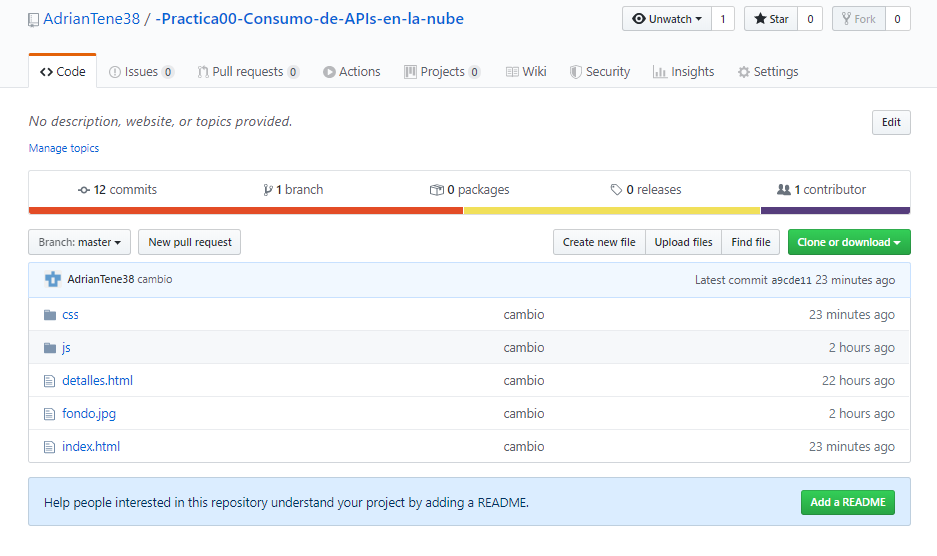 AdrianTene38 / -Practica00-Consumo-de-APIs-en-la-nube
Unwatch 1 Star 0 Fork 0
Code Issues 0 Pull requests 0 Actions Projects 0 Wiki Security Insights Settings
No description, website, or topics provided. Edit
Manage topics
12 commits 1 branch 0 packages 0 releases 1 contributor
Branch: master New pull request Create new file Upload files Find file Clone or download
AdrianTene38 cambio Latest commit a9cde11 23 minutes ago
css cambio 23 minutes ago
js cambio 2 hours ago
detalles.html cambio 22 hours ago
fondo.jpg cambio 2 hours ago
index.html cambio 23 minutes ago
Help people interested in this repository understand your project by adding a README. Add a README